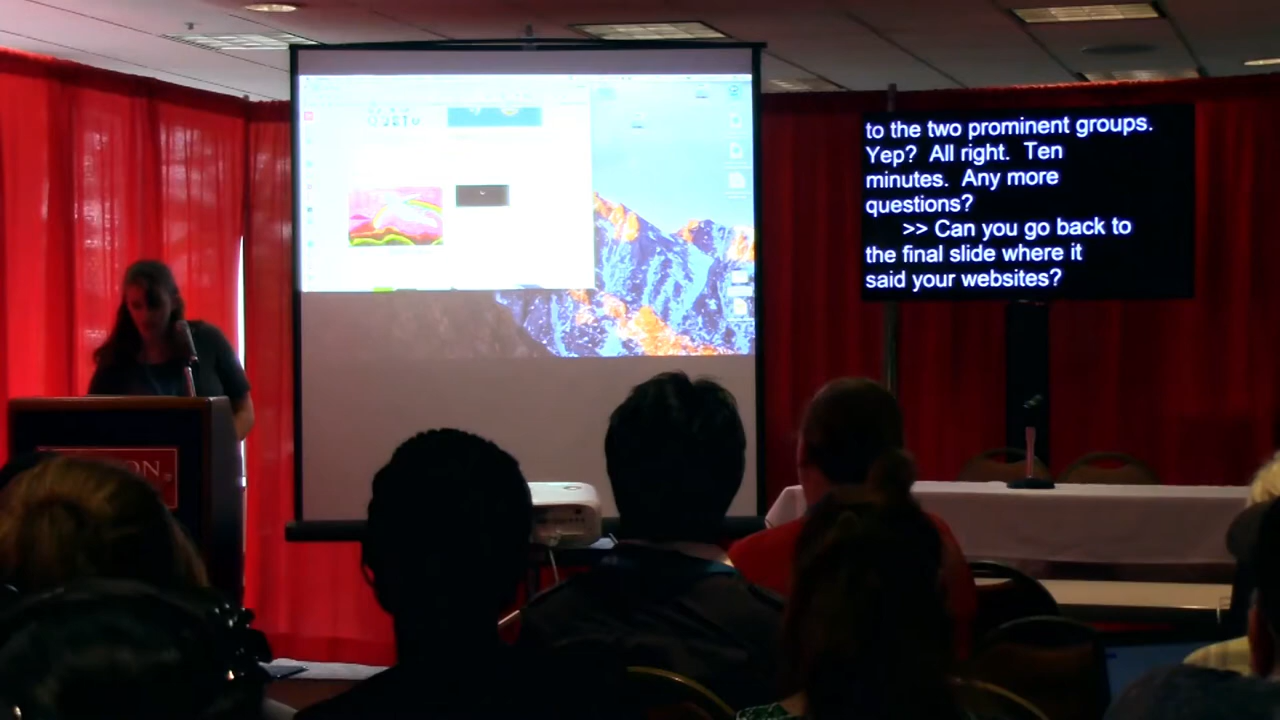 to the two prominent groups.
Yep? All right. Ten
minutes. Any more
questions?
>> Can you go back to
the final slide where it
said your websites?